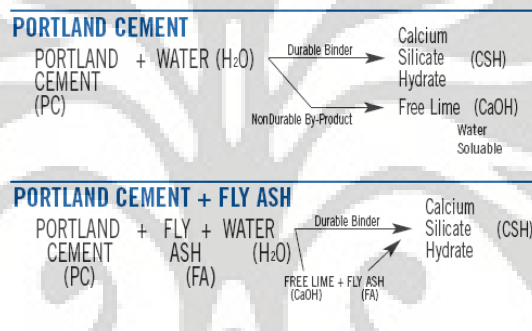 PORTLAND CEMENT
PORTLAND + WATER (H₂O)
CEMENT
(PC)
Durable Binder
Calcium
Silicate (CSH)
Hydrate
NonDurable By-Product
Free Lime (CaOH)
Water
Soluable
PORTLAND CEMENT + FLY ASH
PORTLAND + FLY + WATER
CEMENT ASH (H₂O)
(PC) (FA)
Durable Binder
Calcium
Silicate (CSH)
Hydrate
FREE LIME + FLY ASH
(CaOH) (FA)